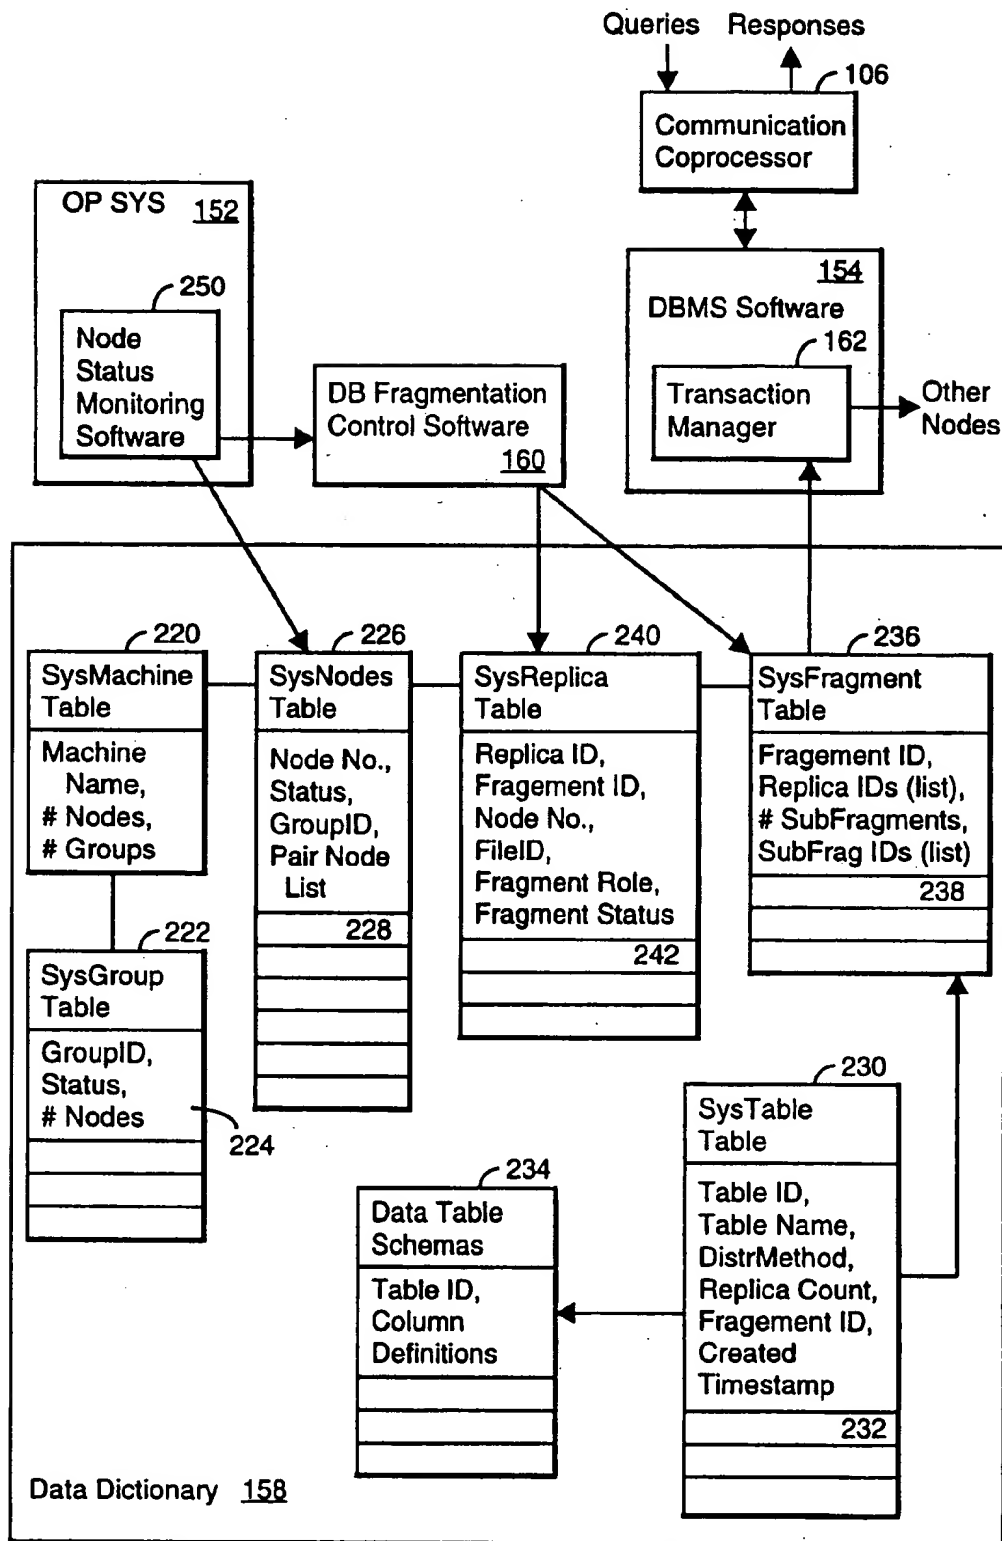 Queries Responses
106
Communication
Coprocessor
OP SYS 152
250
Node
Status
Monitoring
Software
DB Fragmentation
Control Software
160
154
DBMS Software
162
Transaction
Manager
Other
Nodes
220
SysMachine
Table
Machine
Name,
# Nodes,
# Groups
226
SysNodes
Table
Node No.,
Status,
GroupID,
Pair Node
List
228
240
SysReplica
Table
Replica ID,
Fragement ID,
Node No.,
FileID,
Fragment Role,
Fragment Status
242
236
SysFragment
Table
Fragement ID,
Replica IDs (list),
# SubFragments,
SubFrag IDs (list)
238
222
SysGroup
Table
GroupID,
Status,
# Nodes
224
234
Data Table
Schemas
Table ID,
Column
Definitions
230
SysTable
Table
Table ID,
Table Name,
DistrMethod,
Replica Count,
Fragement ID,
Created
Timestamp
232
Data Dictionary 158